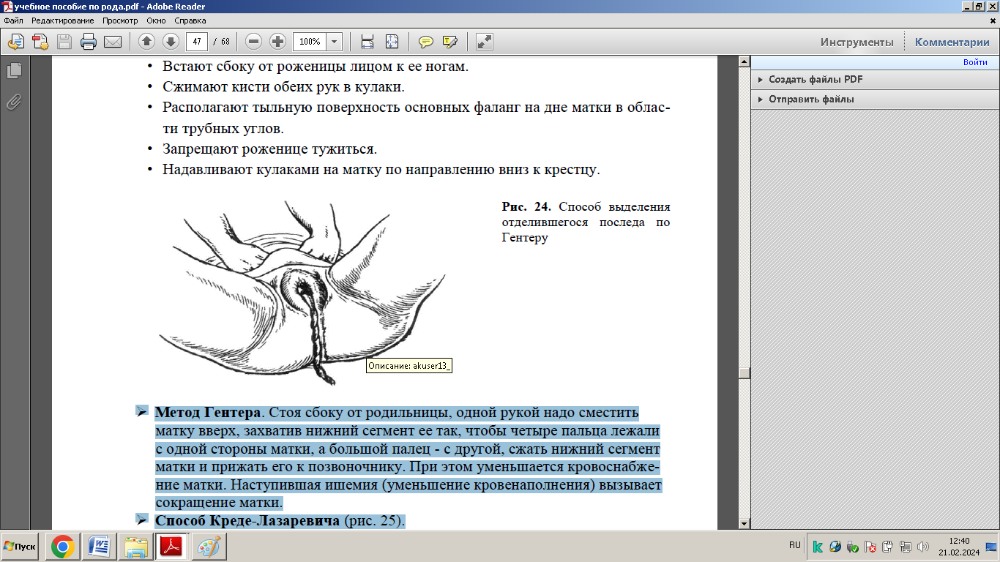 учебное пособие по рода.pdf - Adobe Reader
Файл Редактирование Просмотр Окно Справка
47 / 68 100% Инструменты Комментарии
Войти
Создать файлы PDF
Отправить файлы
• Встают сбоку от роженицы лицом к ее ногам.
• Сжимают кисти обеих рук в кулаки.
• Располагают тыльную поверхность основных фаланг на дне матки в облас-
ти трубных углов.
• Запрещают роженице тужиться.
• Надавливают кулаками на матку по направлению вниз к крестцу.
Рис. 24. Способ выделения
отделившегося последа по
Гентеру
Описание: akuser13_
Метод Гентера. Стоя сбоку от родильницы, одной рукой надо сместить
матку вверх, захватив нижний сегмент ее так, чтобы четыре пальца лежали
с одной стороны матки, а большой палец - с другой, сжать нижний сегмент
матки и прижать его к позвоночнику. При этом уменьшается кровоснабже-
ние матки. Наступившая ишемия (уменьшение кровенаполнения) вызывает
сокращение матки.
Способ Креде-Лазаревича (рис. 25).
Пуск
RU
12:40
21.02.2024